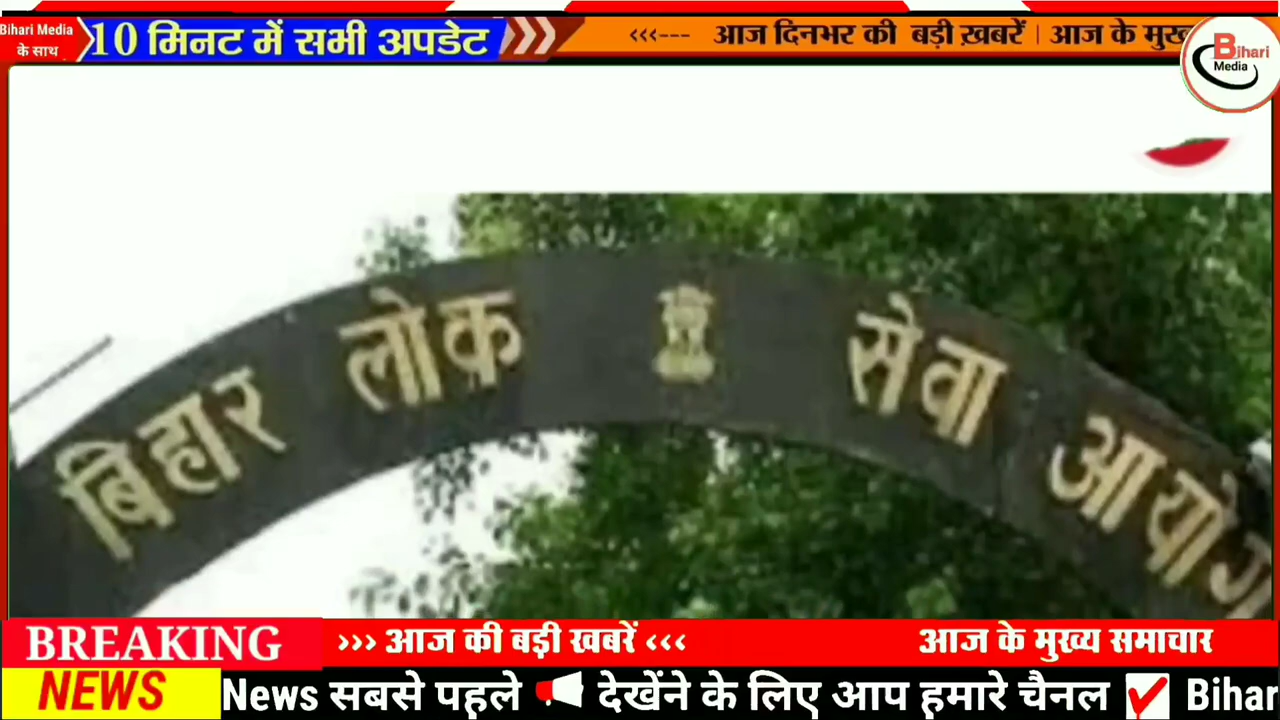 Bihari Media
के साथ
10 मिनट में सभी अपडेट
<<<--- आज दिनभर की बड़ी ख़बरें | आज के मुख
Bihari
Media
बिहार लोक सेवा आयोग
BREAKING
>>> आज की बड़ी खबरें <<<
आज के मुख्य समाचार
NEWS
News सबसे पहले देखेंने के लिए आप हमारे चैनल Bihar